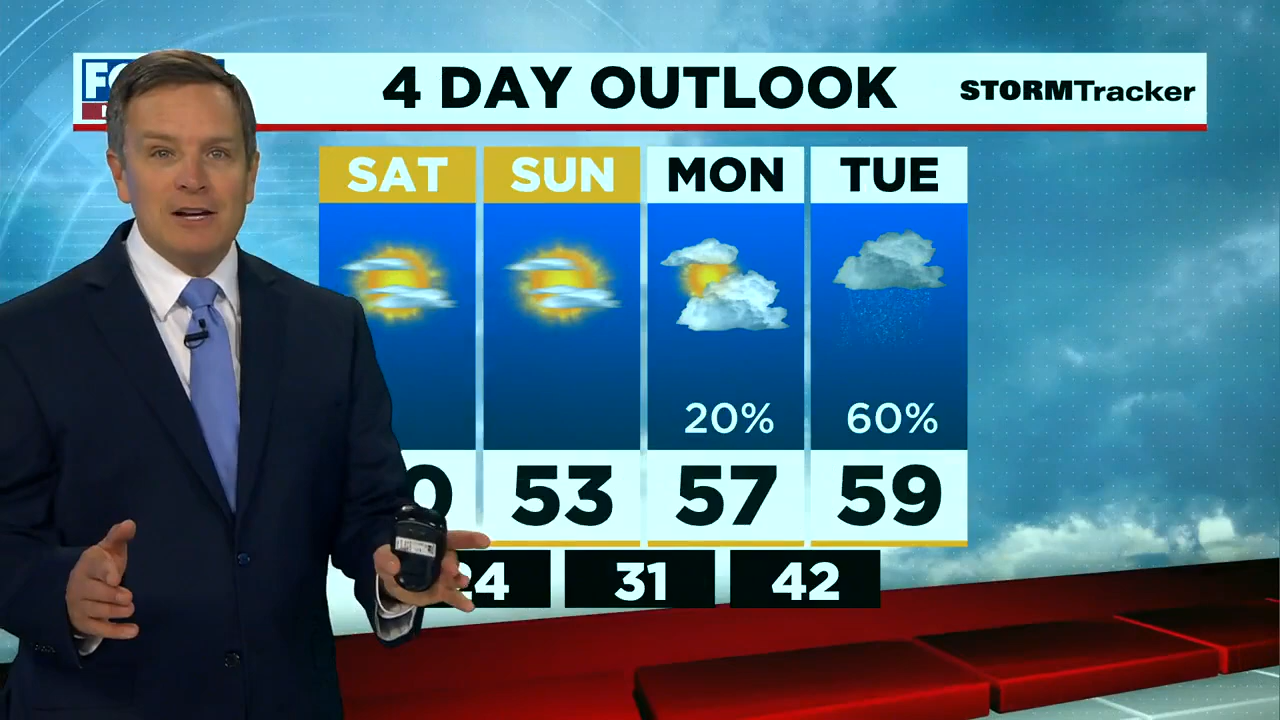 4 DAY OUTLOOK
STORMTracker
SAT SUN MON TUE
20% 60%
53 57 59
31 42